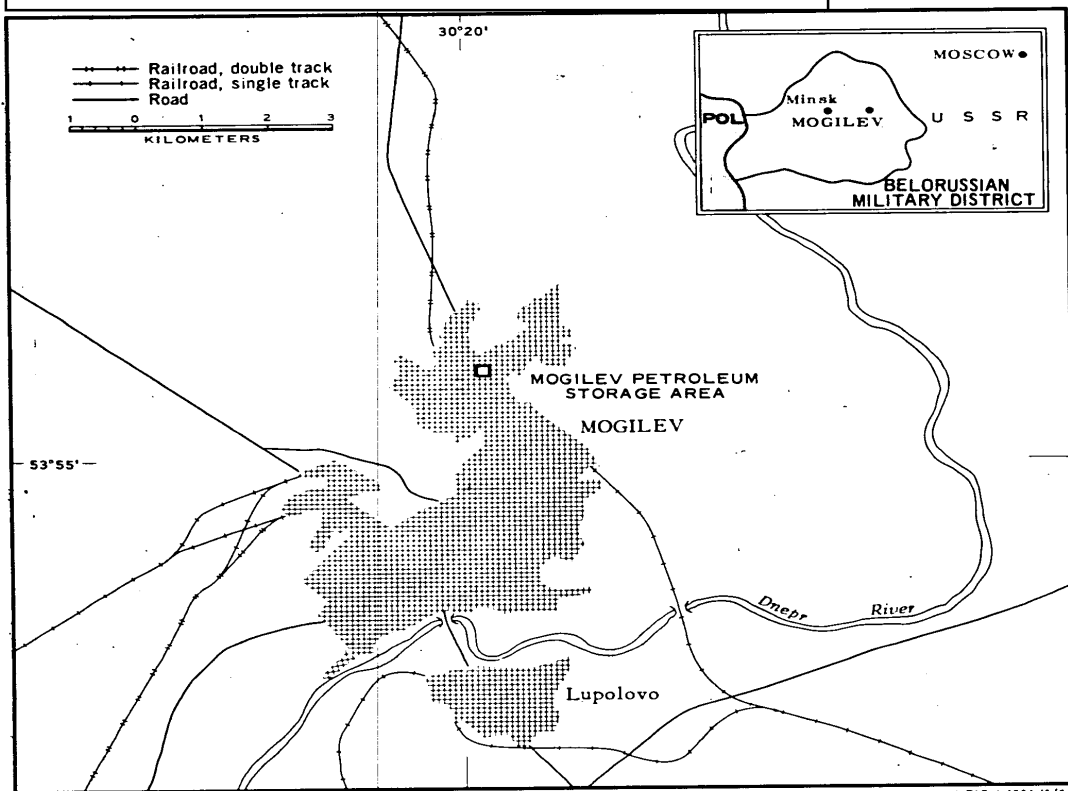 30°20'
Railroad, double track
Railroad, single track
Road
1 0 1 2 3
KILOMETERS
MOSCOW
Minsk
POL
MOGILEV
U S S R
BELORUSSIAN
MILITARY DISTRICT
MOGILEV PETROLEUM
STORAGE AREA
MOGILEV
53°55'
Dnepr River
Lupolovo